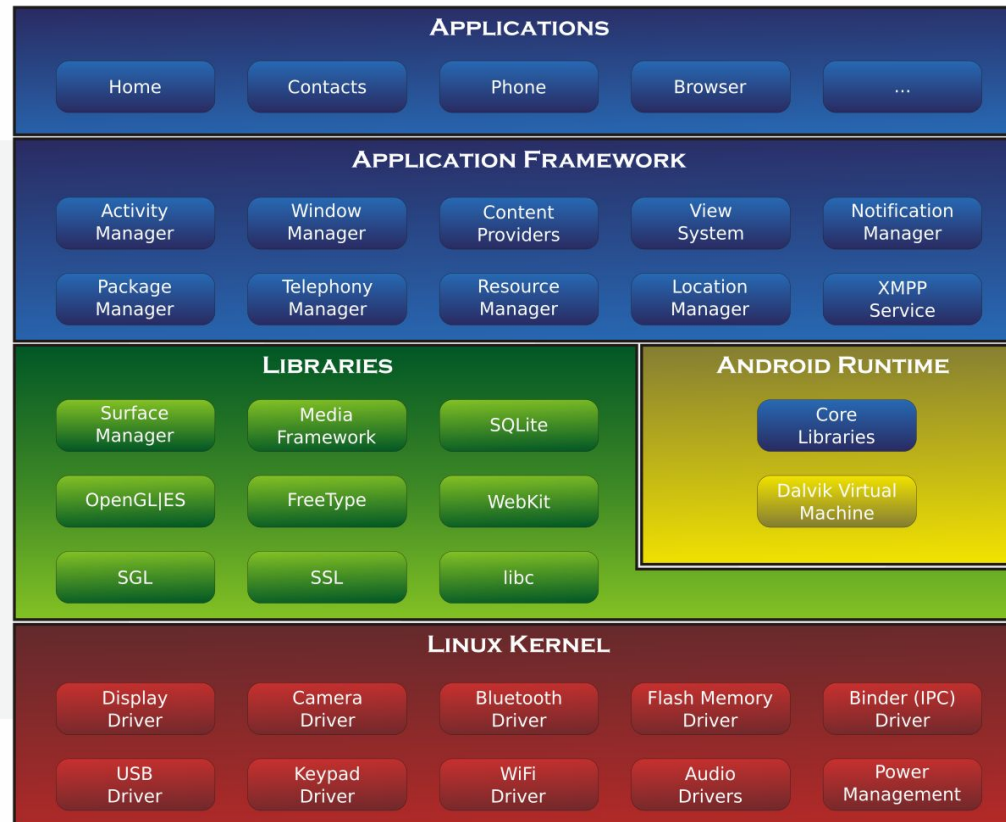 APPLICATIONS
Home
Contacts
Phone
Browser
...
APPLICATION FRAMEWORK
Activity
Manager
Window
Manager
Content
Providers
View
System
Notification
Manager
Package
Manager
Telephony
Manager
Resource
Manager
Location
Manager
XMPP
Service
LIBRARIES
Surface
Manager
Media
Framework
SQLite
OpenGL|ES
FreeType
WebKit
SGL
SSL
libc
ANDROID RUNTIME
Core
Libraries
Dalvik Virtual
Machine
LINUX KERNEL
Display
Driver
Camera
Driver
Bluetooth
Driver
Flash Memory
Driver
Binder (IPC)
Driver
USB
Driver
Keypad
Driver
WiFi
Driver
Audio
Drivers
Power
Management